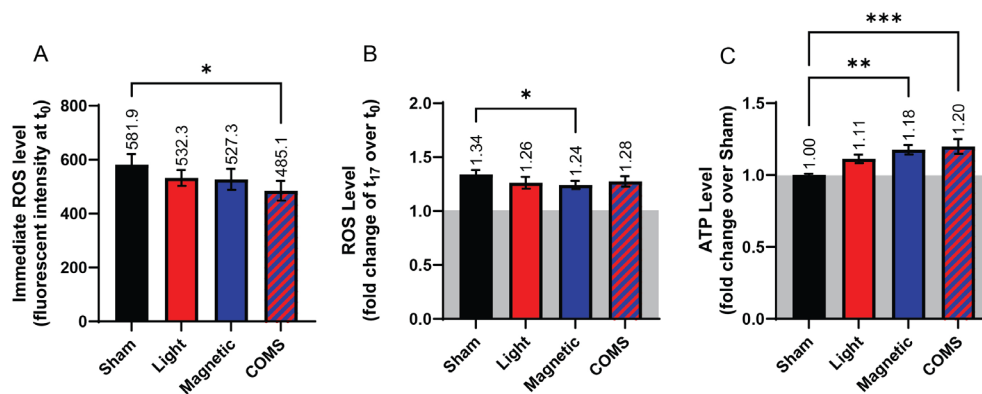 A
Immediate ROS level
(fluorescent intensity at t0)
800
600
400
200
0
*
581.9
532.3
527.3
485.1
Sham
Light
Magnetic
COMS
B
ROS Level
(fold change of t17 over t0)
2.0
1.5
1.0
0.5
0.0
*
1.34
1.26
1.24
1.28
Sham
Light
Magnetic
COMS
C
ATP Level
(fold change over Sham)
1.5
1.0
0.5
0.0
***
**
1.00
1.11
1.18
1.20
Sham
Light
Magnetic
COMS